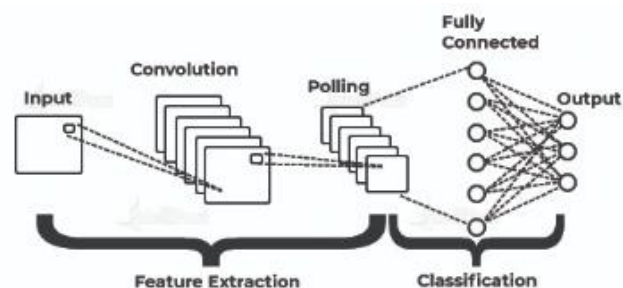 Fully
Connected
Convolution
Polling
Input
Output
Feature Extraction
Classification